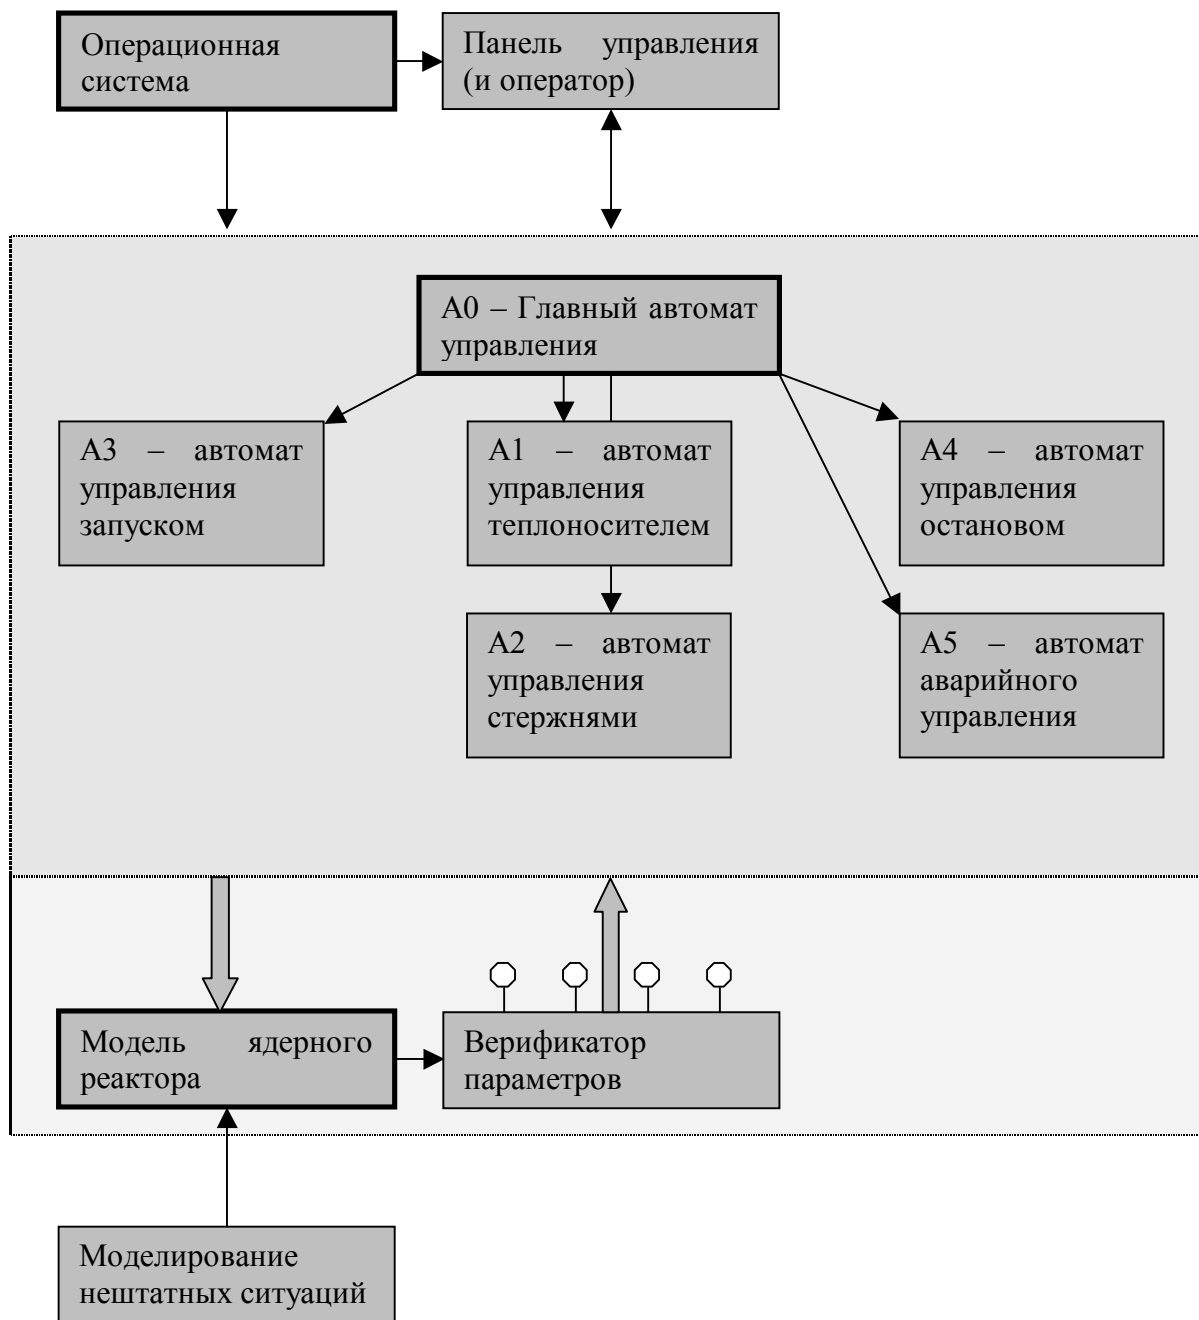 Операционная
система
Панель управления
(и оператор)
А0 – Главный автомат
управления
А3 – автомат
управления
запуском
А1 – автомат
управления
теплоносителем
А4 – автомат
управления
остановом
А2 – автомат
управления
стержнями
А5 – автомат
аварийного
управления
Модель ядерного
реактора
Верификатор
параметров
Моделирование
нештатных ситуаций